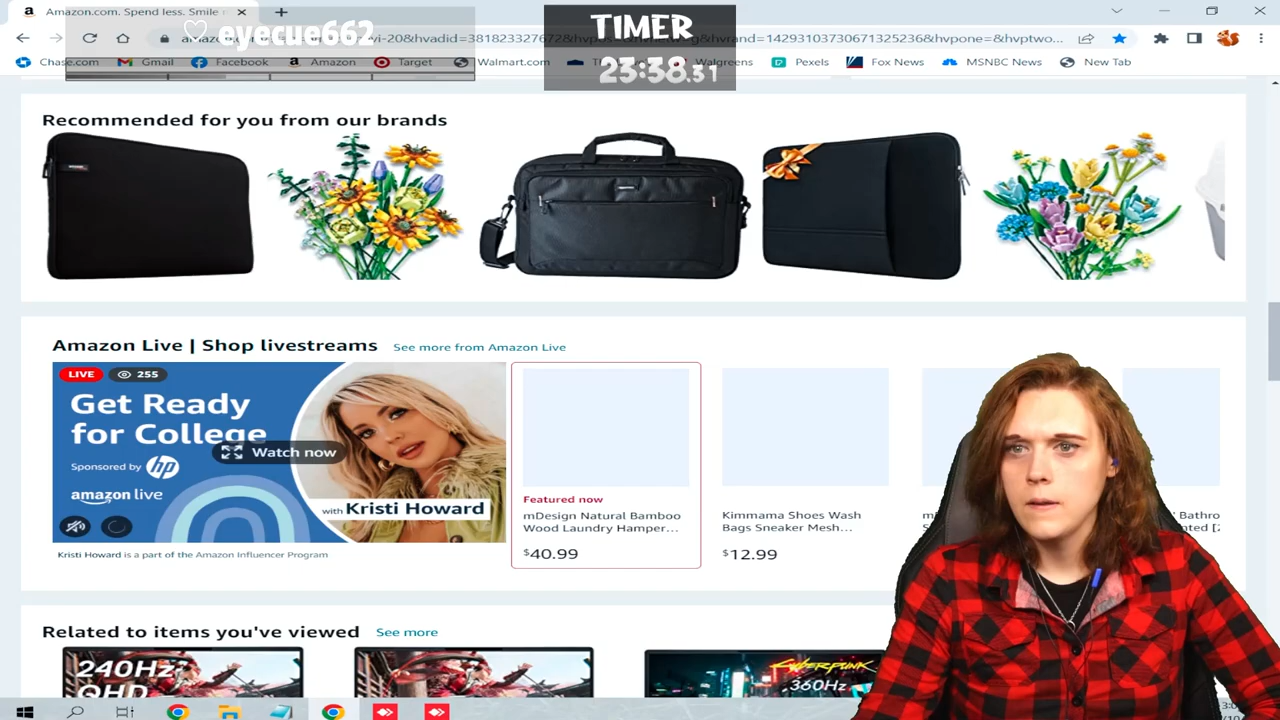 Amazon.com. Spend less. Smile
♡ eyecue662
TIMER
23:38.31
Chase.com
Gmail
Facebook
Amazon
Target
Walmart.com
Walgreens
Pexels
Fox News
MSNBC News
New Tab
Recommended for you from our brands
Amazon Live | Shop livestreams
See more from Amazon Live
LIVE
255
Get Ready
for College
Watch now
Sponsored by hp
amazon live
with Kristi Howard
Kristi Howard is a part of the Amazon Influencer Program
Featured now
mDesign Natural Bamboo
Wood Laundry Hamper...
$40.99
Kimmama Shoes Wash
Bags Sneaker Mesh...
$12.99
Related to items you've viewed
See more
240Hz
QHD
CYBERPUNK
360Hz